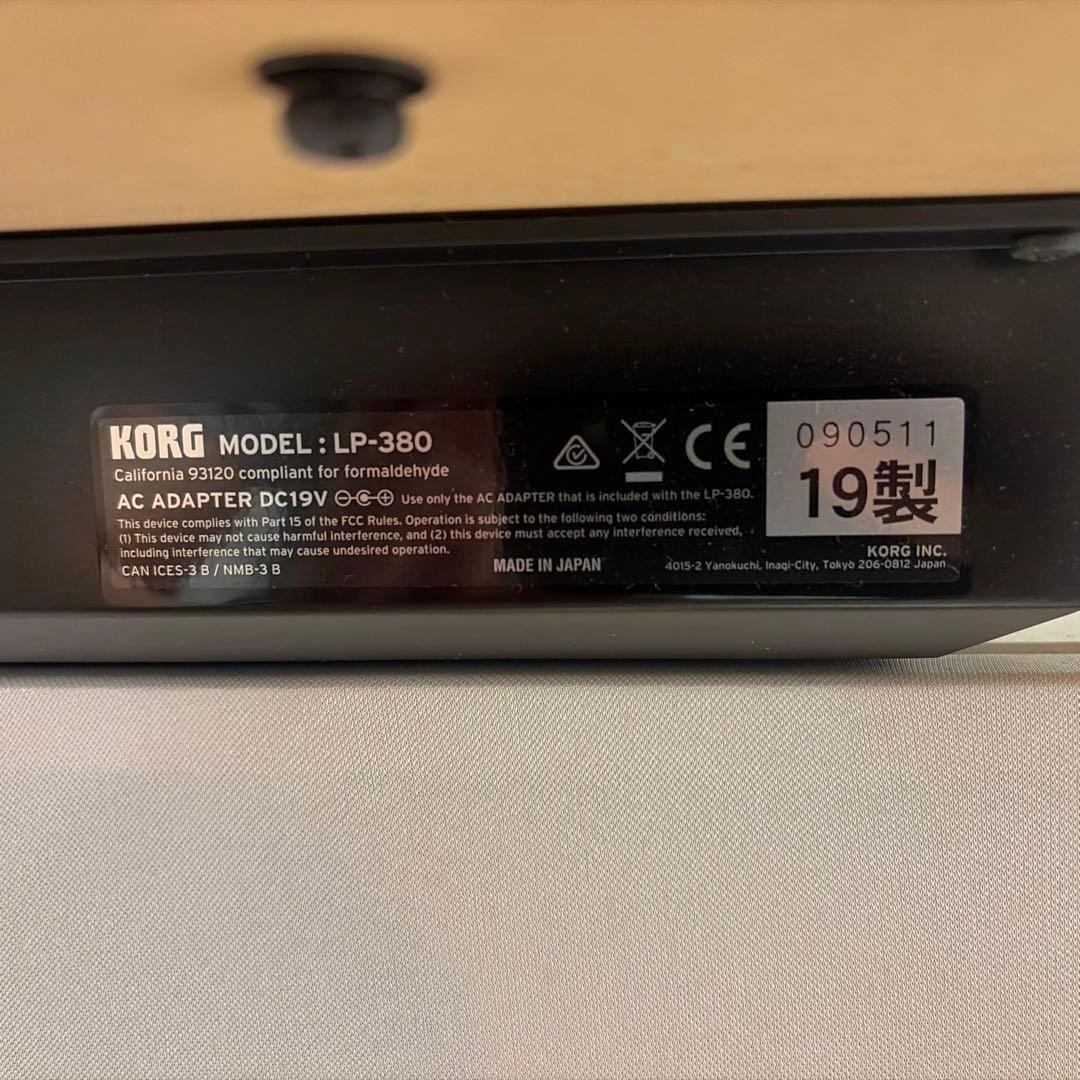 KORG MODEL : LP-380
California 93120 compliant for formaldehyde
AC ADAPTER DC19V Use only the AC ADAPTER that is included with the LP-380.
This device complies with Part 15 of the FCC Rules. Operation is subject to the following two conditions:
(1) This device may not cause harmful interference, and (2) this device must accept any interference received,
including interference that may cause undesired operation.
CAN ICES-3 B / NMB-3 B
MADE IN JAPAN
CE
090511
19製
KORG INC.
4015-2 Yanokuchi, Inagi-City, Tokyo 206-0812 Japan